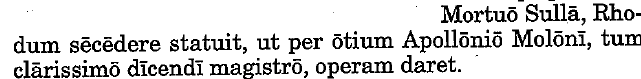 Mortuō Sullā, Rho-
dum sēcēdere statuit, ut per ōtium Apollōniō Molōnī, tum
clārissimō dīcendī magistrō, operam daret.